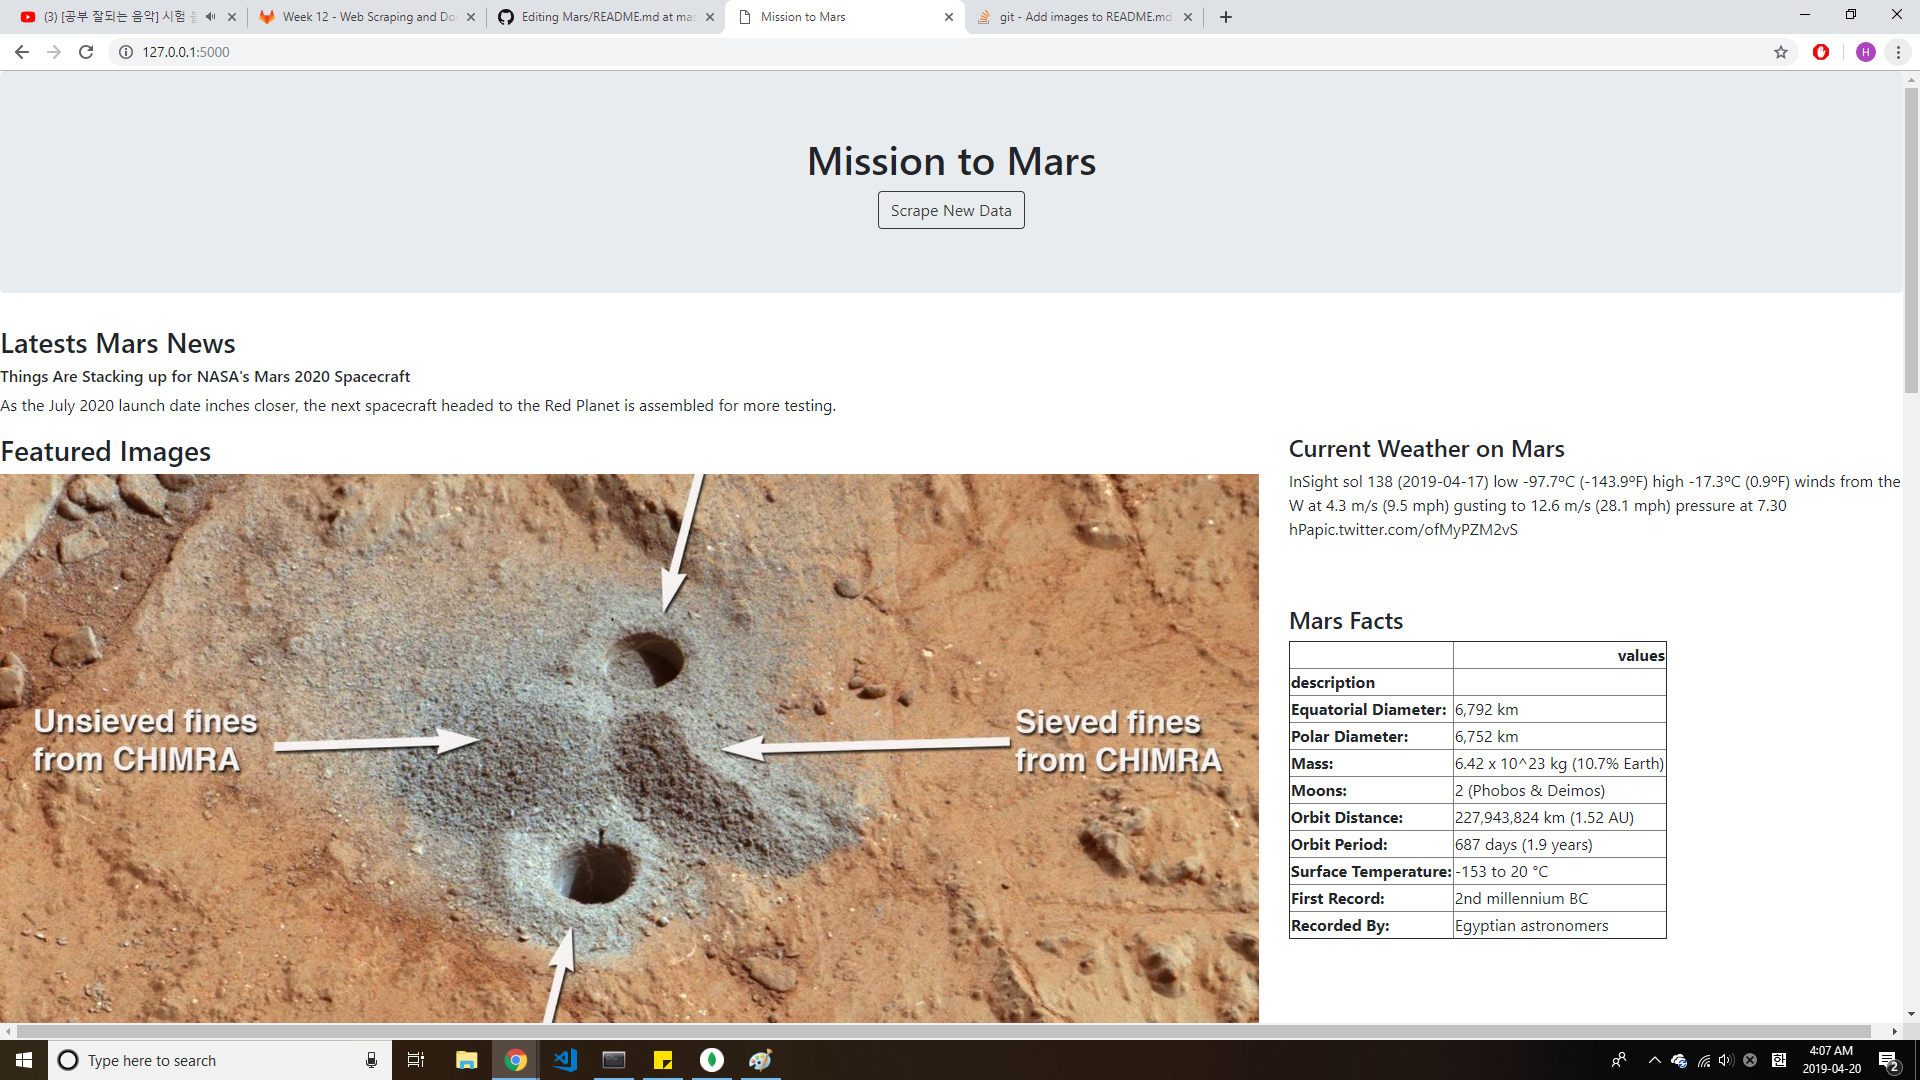 (3) [공부 잘되는 음악] 시험
Week 12 - Web Scraping and Do
Editing Mars/README.md at mas
Mission to Mars
git - Add images to README.md
127.0.0.1:5000
H
Mission to Mars
Scrape New Data
Latests Mars News
Things Are Stacking up for NASA's Mars 2020 Spacecraft
As the July 2020 launch date inches closer, the next spacecraft headed to the Red Planet is assembled for more testing.
Featured Images
Unsieved fines
from CHIMRA
Sieved fines
from CHIMRA
Current Weather on Mars
InSight sol 138 (2019-04-17) low -97.7ºC (-143.9ºF) high -17.3ºC (0.9ºF) winds from the
W at 4.3 m/s (9.5 mph) gusting to 12.6 m/s (28.1 mph) pressure at 7.30
hPapic.twitter.com/ofMyPZM2vS
Mars Facts
values
description
Equatorial Diameter: 6,792 km
Polar Diameter: 6,752 km
Mass: 6.42 x 10^23 kg (10.7% Earth)
Moons: 2 (Phobos & Deimos)
Orbit Distance: 227,943,824 km (1.52 AU)
Orbit Period: 687 days (1.9 years)
Surface Temperature: -153 to 20 °C
First Record: 2nd millennium BC
Recorded By: Egyptian astronomers
Type here to search
4:07 AM
2019-04-20
2